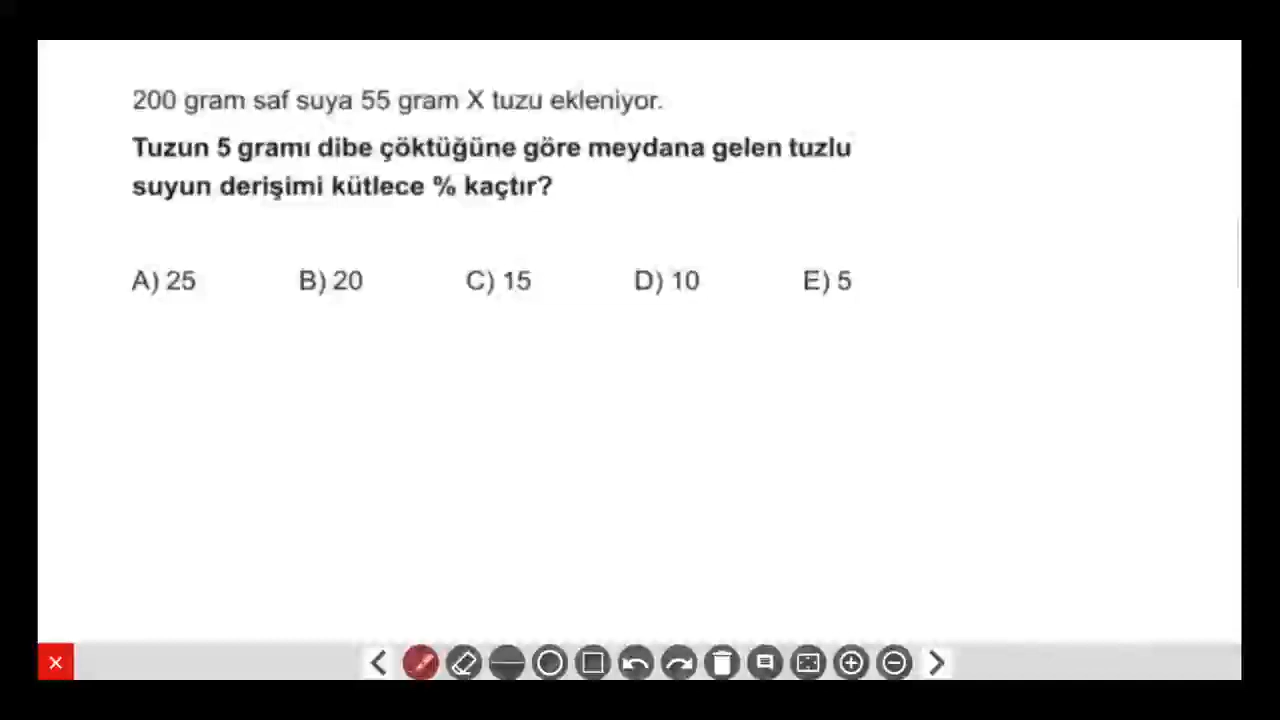 200 gram saf suya 55 gram X tuzu ekleniyor.
Tuzun 5 gramı dibe çöktüğüne göre meydana gelen tuzlu
suyun derişimi kütlece % kaçtır?
A) 25 B) 20 C) 15 D) 10 E) 5